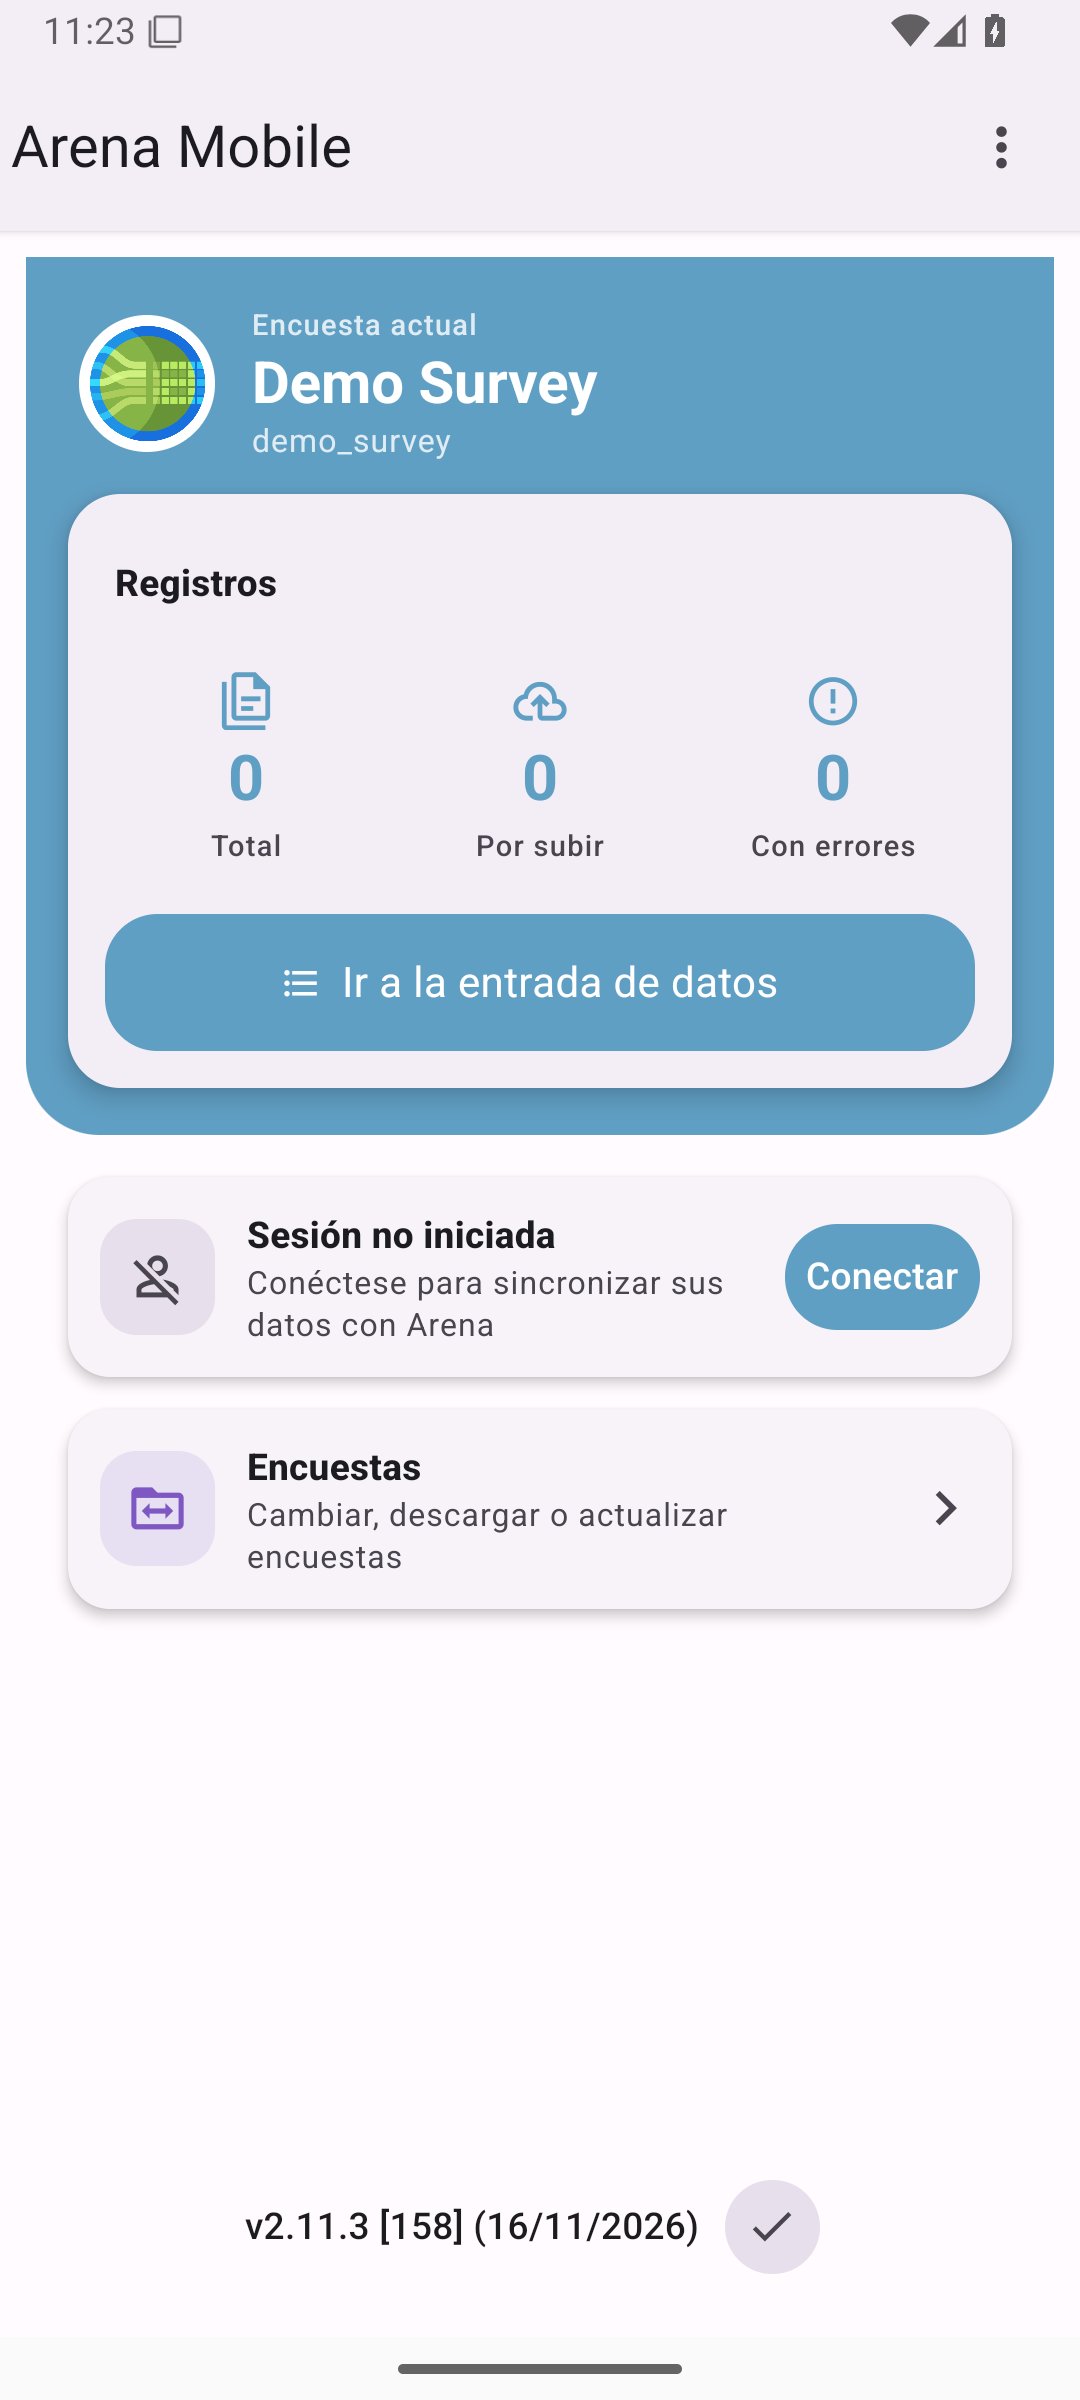 11:23
Arena Mobile
Encuesta actual
Demo Survey
demo_survey
Registros
0
0
0
Total
Por subir
Con errores
Ir a la entrada de datos
Sesión no iniciada
Conéctese para sincronizar sus
datos con Arena
Conectar
Encuestas
Cambiar, descargar o actualizar
encuestas
v2.11.3 [158] (16/11/2026)